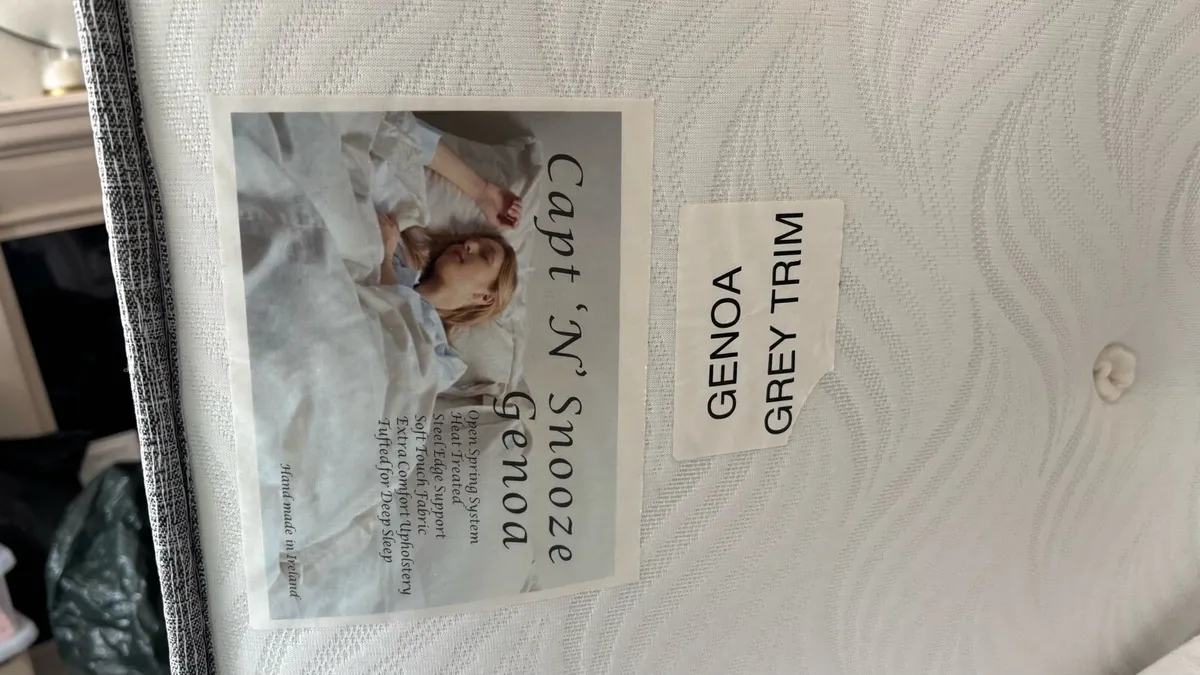 Capt 'N' Snooze
Genoa
Open Spring System
Heat Treated
Steel Edge Support
Soft Touch Fabric
Extra Comfort Upholstery
Tufted for Deep Sleep
Hand made in Ireland
GENOA
GREY TRIM